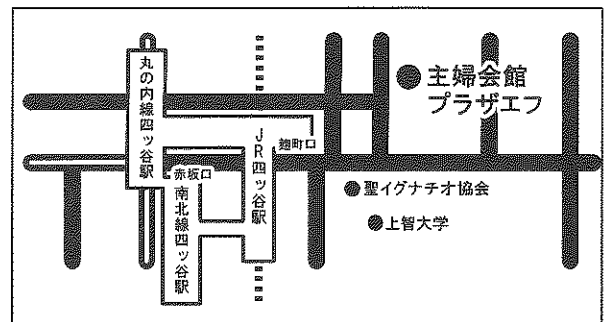 丸の内線四ッ谷駅
JR四ッ谷駅
麹町口
赤坂口
南北線四ッ谷駅
主婦会館
プラザエフ
聖イグナチオ協会
上智大学